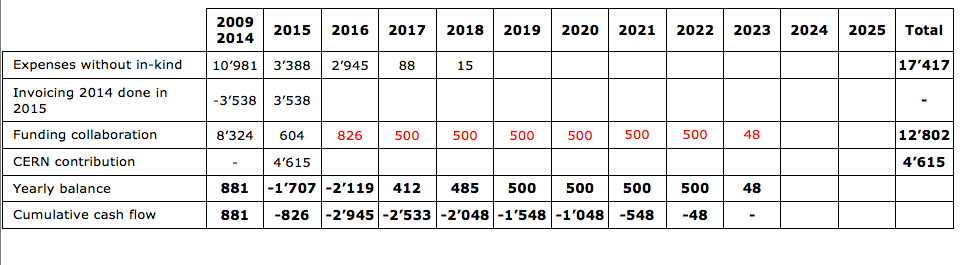 2009 2014 2015 2016 2017 2018 2019 2020 2021 2022 2023 2024 2025 Total
Expenses without in-kind 10’981 3’388 2’945 88 15 17’417
Invoicing 2014 done in 2015 -3’538 3’538 -
Funding collaboration 8’324 604 826 500 500 500 500 500 500 48 12’802
CERN contribution - 4’615 4’615
Yearly balance 881 -1’707 -2’119 412 485 500 500 500 500 48
Cumulative cash flow 881 -826 -2’945 -2’533 -2’048 -1’548 -1’048 -548 -48 -